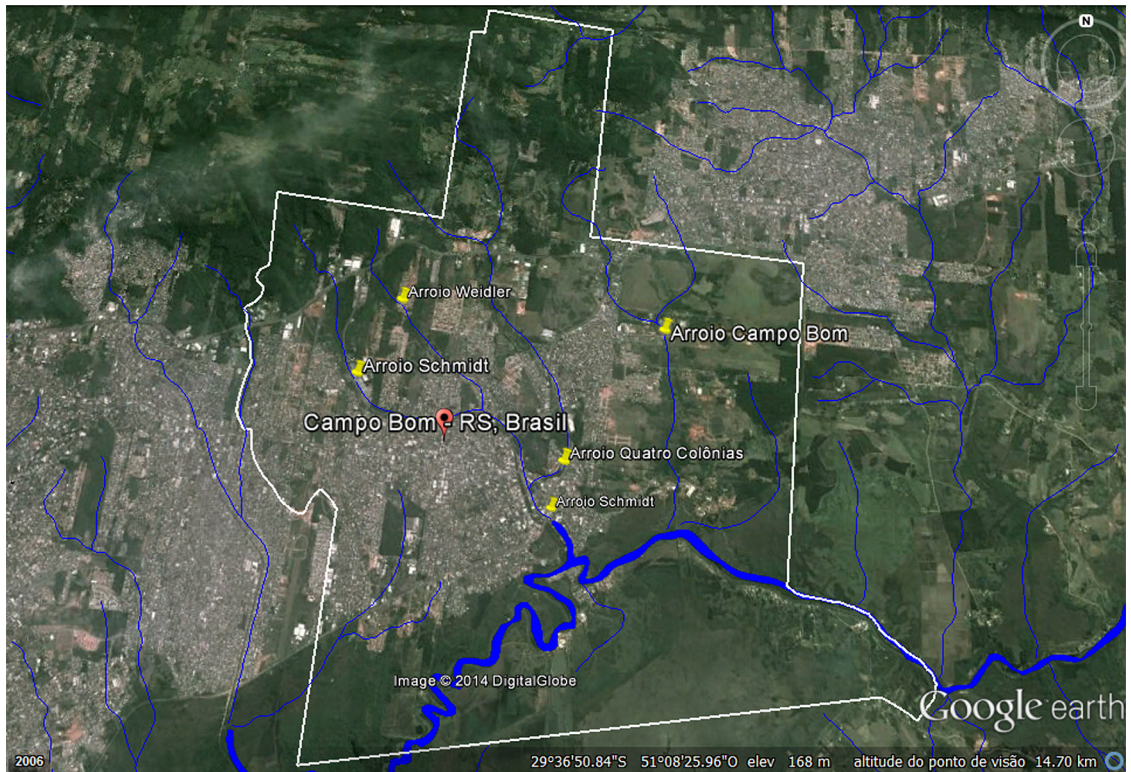 N
Arroio Weidler
Arroio Campo Bom
Arroio Schmidt
Campo Bom - RS, Brasil
Arroio Quatro Colônias
Arroio Schmidt
Image © 2014 DigitalGlobe
Google earth
2006
29°36'50.84"S 51°08'25.96"O elev 168 m altitude do ponto de visão 14.70 km